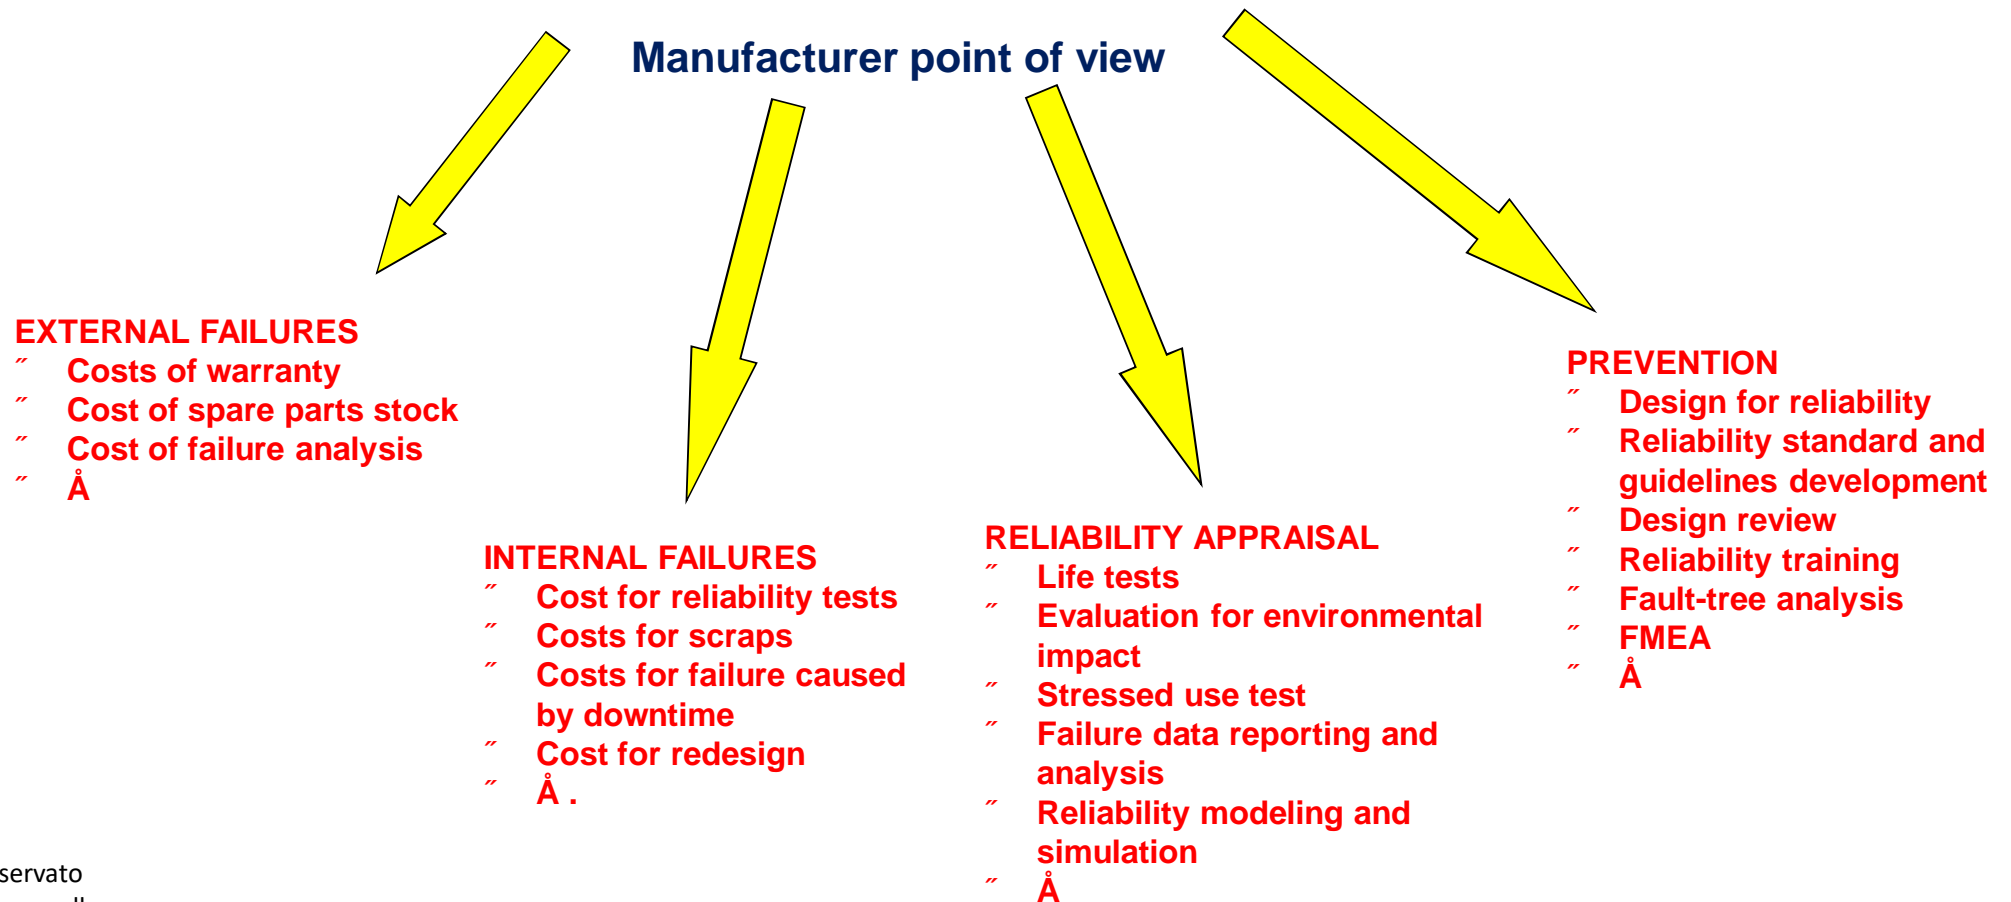 Manufacturer point of view
EXTERNAL FAILURES
˝ Costs of warranty
˝ Cost of spare parts stock
˝ Cost of failure analysis
˝ Å
INTERNAL FAILURES
˝ Cost for reliability tests
˝ Costs for scraps
˝ Costs for failure caused
by downtime
˝ Cost for redesign
˝ Å .
RELIABILITY APPRAISAL
˝ Life tests
˝ Evaluation for environmental
impact
˝ Stressed use test
˝ Failure data reporting and
analysis
˝ Reliability modeling and
simulation
˝ Å
PREVENTION
˝ Design for reliability
˝ Reliability standard and
guidelines development
˝ Design review
˝ Reliability training
˝ Fault-tree analysis
˝ FMEA
˝ Å
servato